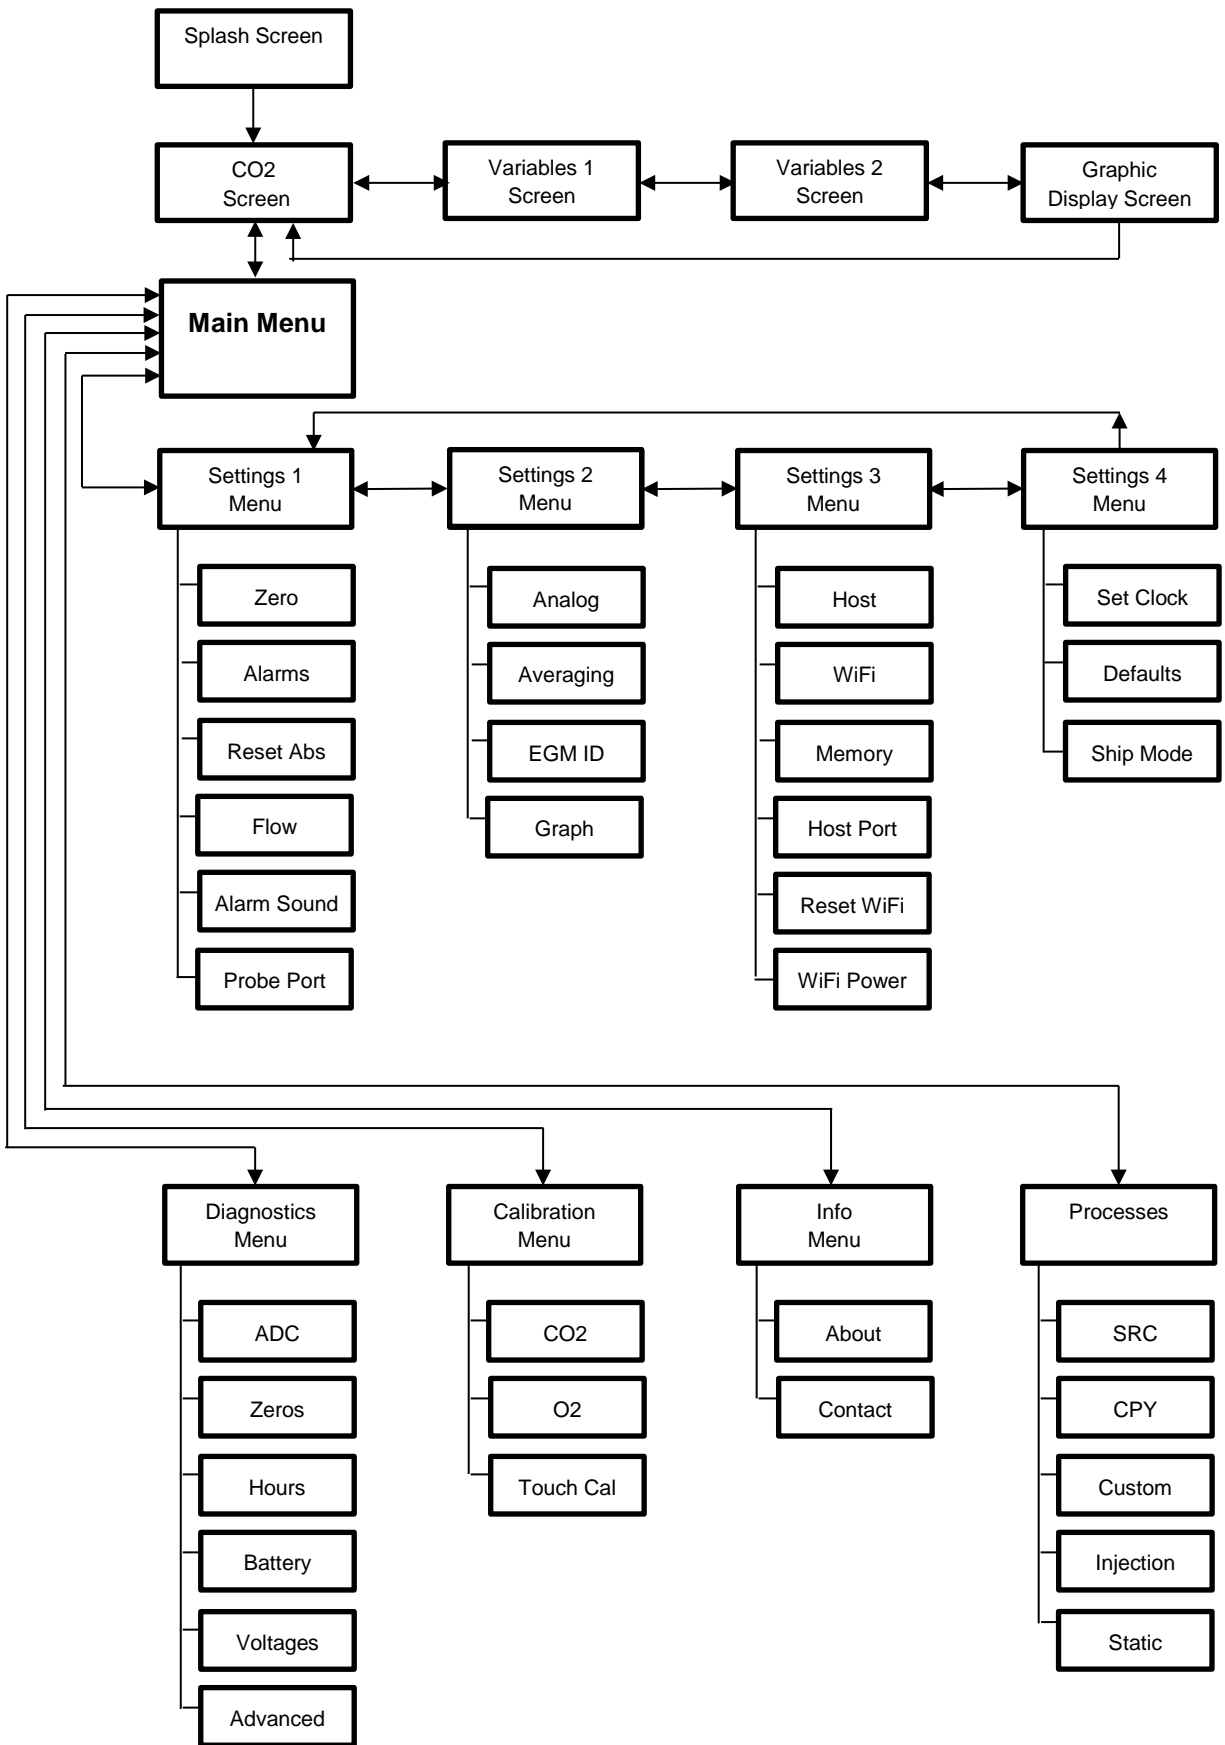 Splash Screen
CO2
Screen
Variables 1
Screen
Variables 2
Screen
Graphic
Display Screen
Main Menu
Settings 1
Menu
Settings 2
Menu
Settings 3
Menu
Settings 4
Menu
Zero
Alarms
Reset Abs
Flow
Alarm Sound
Probe Port
Analog
Averaging
EGM ID
Graph
Host
WiFi
Memory
Host Port
Reset WiFi
WiFi Power
Set Clock
Defaults
Ship Mode
Diagnostics
Menu
Calibration
Menu
Info
Menu
Processes
ADC
Zeros
Hours
Battery
Voltages
Advanced
CO2
O2
Touch Cal
About
Contact
SRC
CPY
Custom
Injection
Static